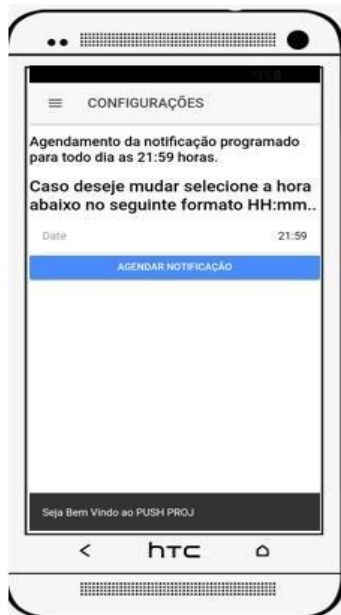 CONFIGURAÇÕES
Agendamento da notificação programado
para todo dia as 21:59 horas.
Caso deseje mudar selecione a hora
abaixo no seguinte formato HH:mm..
Date 21:59
AGENDAR NOTIFICAÇÃO
Seja Bem Vindo ao PUSH PROJ
hTC